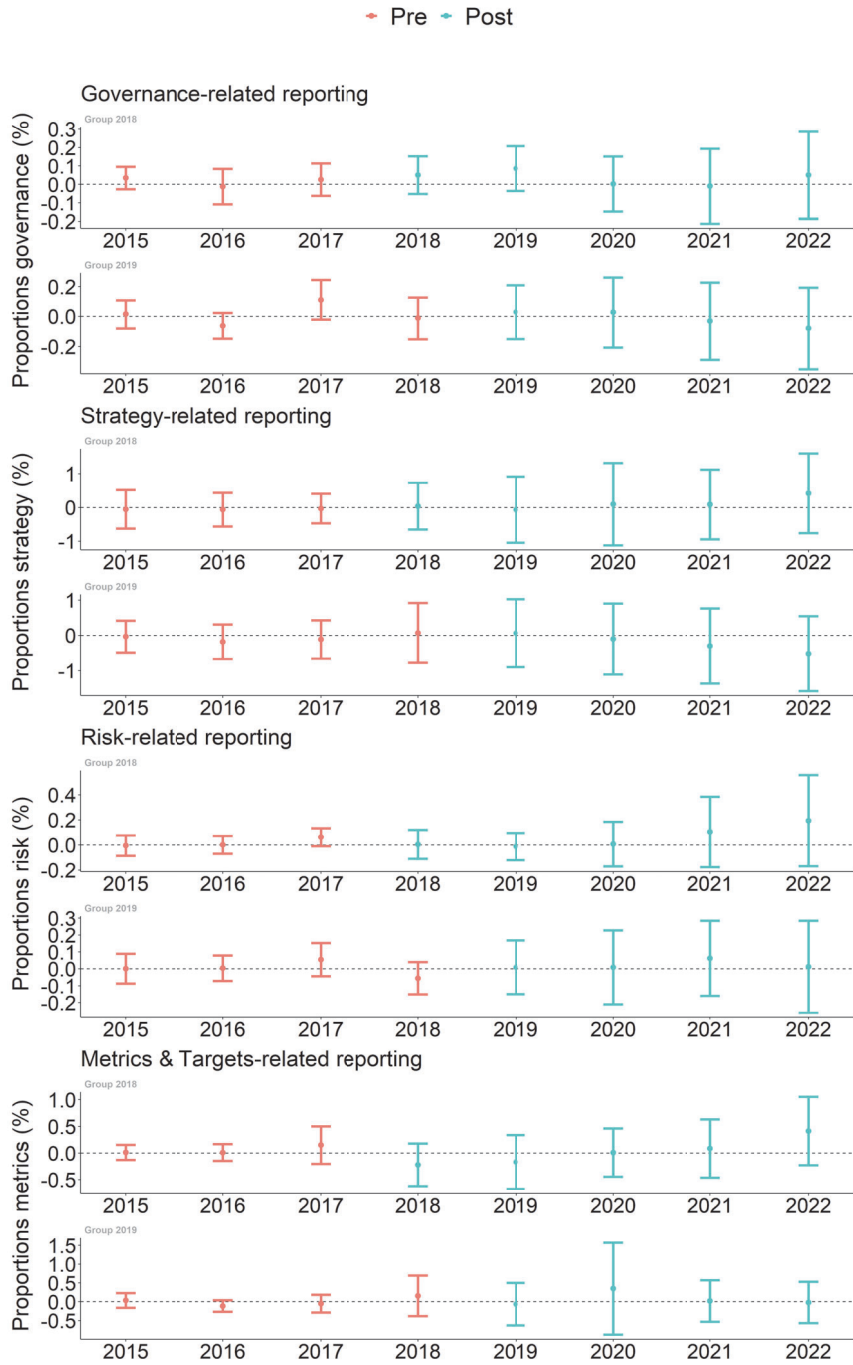 Pre Post
Governance-related reporting
Proportions governance (%)
Group 2018
0.3
0.2
0.1
0.0
-0.1
-0.2
2015 2016 2017 2018 2019 2020 2021 2022
Group 2019
0.2
0.0
-0.2
2015 2016 2017 2018 2019 2020 2021 2022
Strategy-related reporting
Proportions strategy (%)
Group 2018
1
0
-1
2015 2016 2017 2018 2019 2020 2021 2022
Group 2019
1
0
-1
2015 2016 2017 2018 2019 2020 2021 2022
Risk-related reporting
Proportions risk (%)
Group 2018
0.4
0.2
0.0
-0.2
2015 2016 2017 2018 2019 2020 2021 2022
Group 2019
0.3
0.2
0.1
0.0
-0.1
-0.2
2015 2016 2017 2018 2019 2020 2021 2022
Metrics & Targets-related reporting
Proportions metrics (%)
Group 2018
1.0
0.5
0.0
-0.5
2015 2016 2017 2018 2019 2020 2021 2022
Group 2019
1.5
1.0
0.5
0.0
-0.5
2015 2016 2017 2018 2019 2020 2021 2022